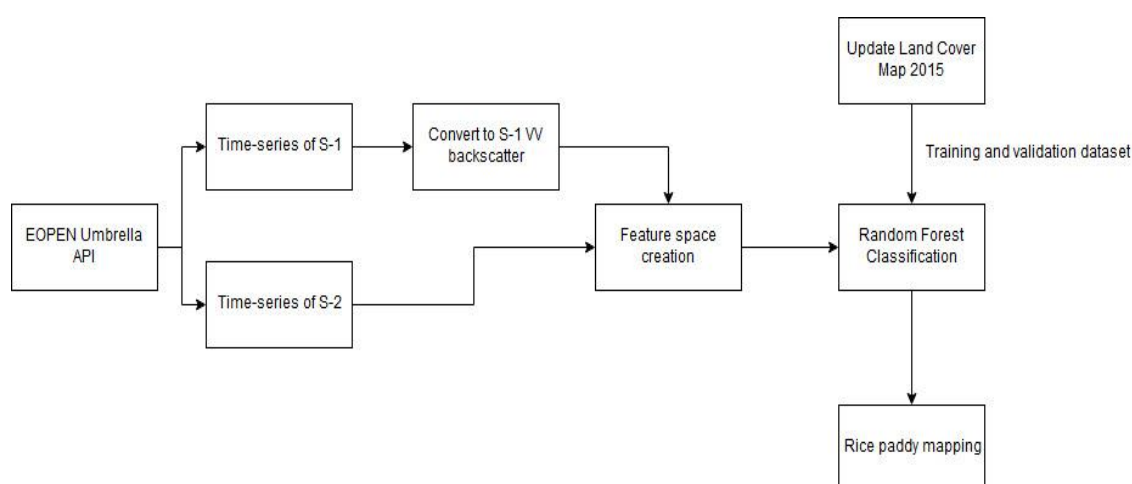 Update Land Cover
Map 2015
Time-series of S-1
Convert to S-1 VV
backscatter
Training and validation dataset
EOPEN Umbrella
API
Feature space
creation
Random Forest
Classification
Time-series of S-2
Rice paddy mapping